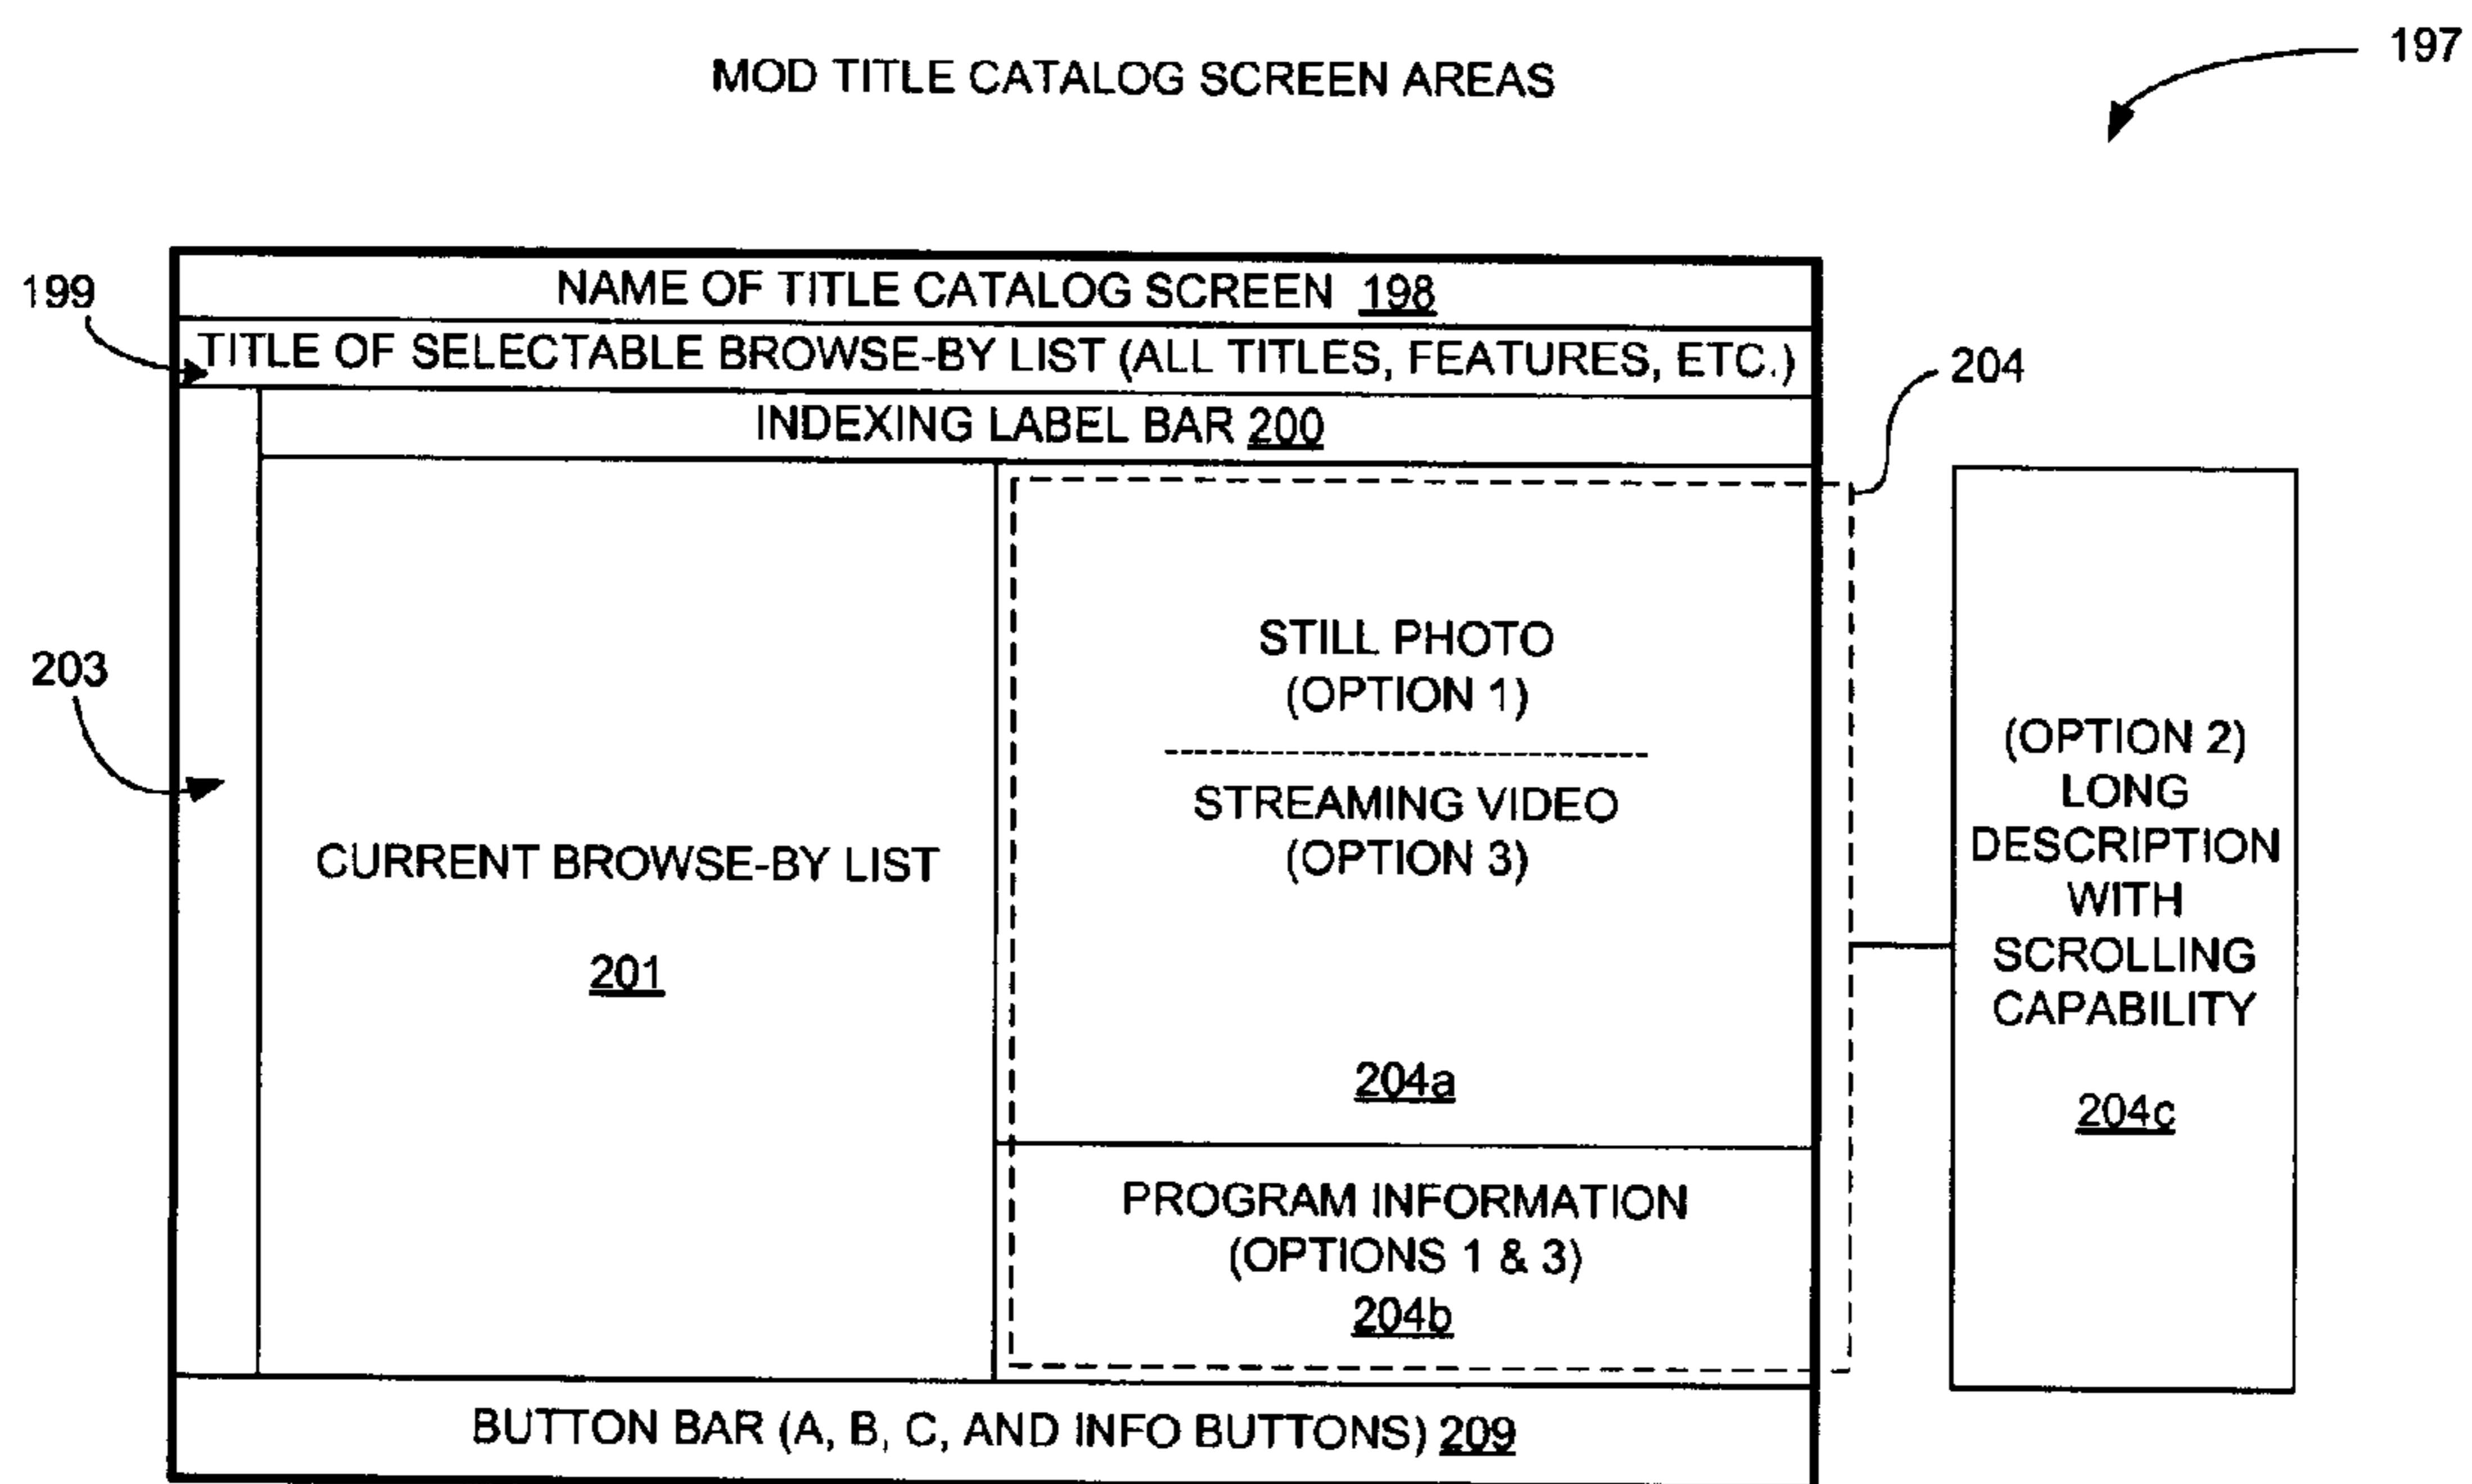 197
MOD TITLE CATALOG SCREEN AREAS
NAME OF TITLE CATALOG SCREEN 198
199
TITLE OF SELECTABLE BROWSE-BY LIST (ALL TITLES, FEATURES, ETC.)
204
INDEXING LABEL BAR 200
203
CURRENT BROWSE-BY LIST
201
STILL PHOTO
(OPTION 1)
STREAMING VIDEO
(OPTION 3)
204a
PROGRAM INFORMATION
(OPTIONS 1 & 3)
204b
(OPTION 2)
LONG
DESCRIPTION
WITH
SCROLLING
CAPABILITY
204c
BUTTON BAR (A, B, C, AND INFO BUTTONS) 209